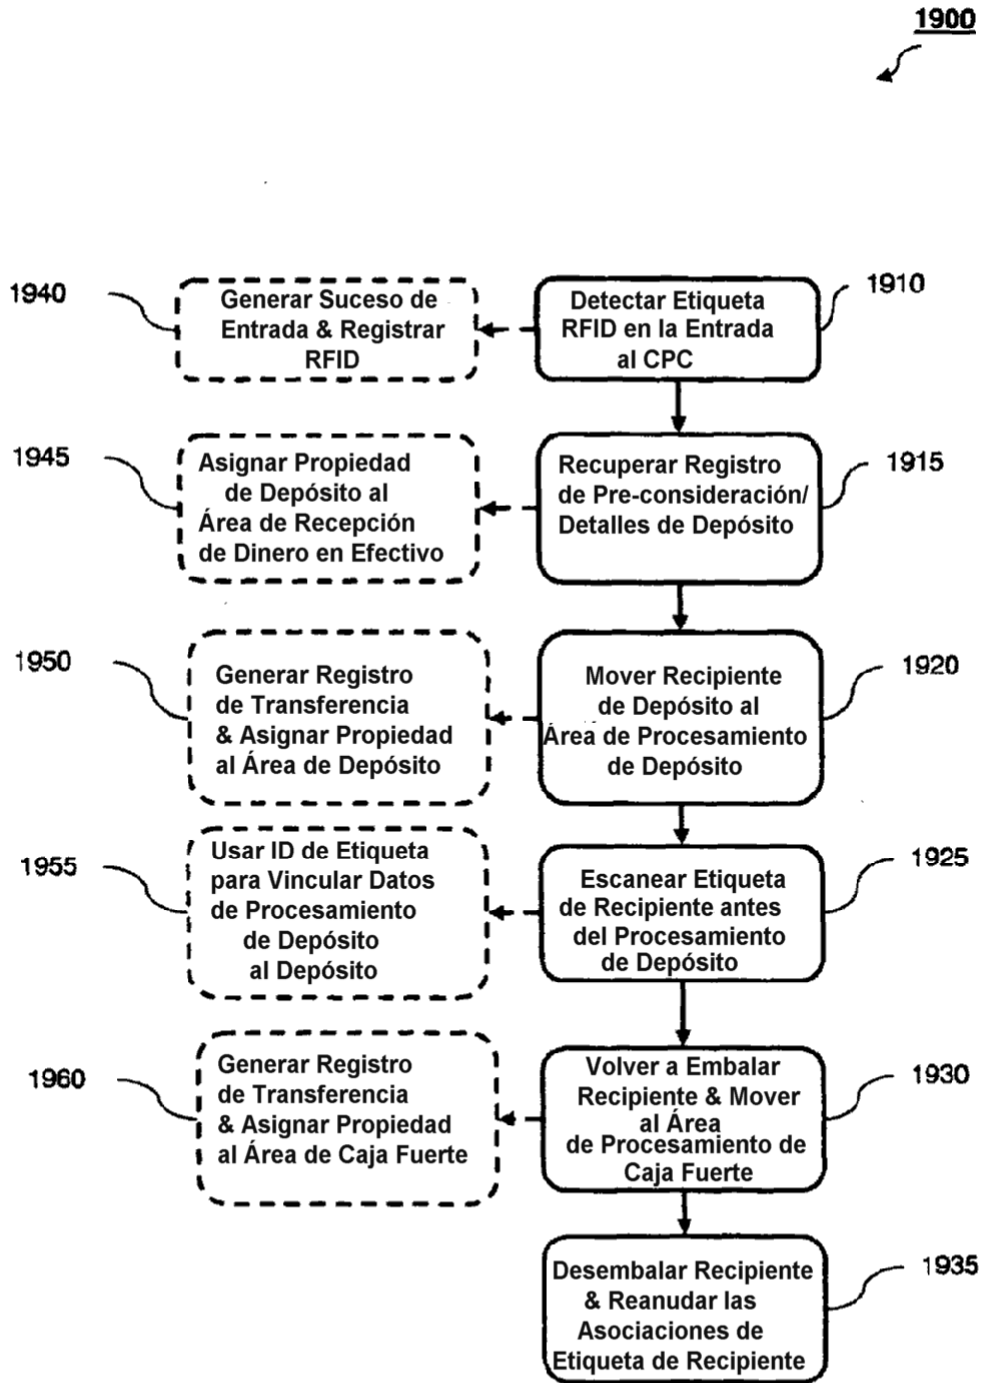 1900
1940
Generar Suceso de
Entrada & Registrar
RFID
Detectar Etiqueta
RFID en la Entrada
al CPC
1910
1945
Asignar Propiedad
de Depósito al
Área de Recepción
de Dinero en Efectivo
Recuperar Registro
de Pre-consideración/
Detalles de Depósito
1915
1950
Generar Registro
de Transferencia
& Asignar Propiedad
al Área de Depósito
Mover Recipiente
de Depósito al
Área de Procesamiento
de Depósito
1920
1955
Usar ID de Etiqueta
para Vincular Datos
de Procesamiento
de Depósito
al Depósito
Escanear Etiqueta
de Recipiente antes
del Procesamiento
de Depósito
1925
1960
Generar Registro
de Transferencia
& Asignar Propiedad
al Área de Caja Fuerte
Volver a Embalar
Recipiente & Mover
al Área
de Procesamiento de
Caja Fuerte
1930
Desembalar Recipiente
& Reanudar las
Asociaciones de
Etiqueta de Recipiente
1935